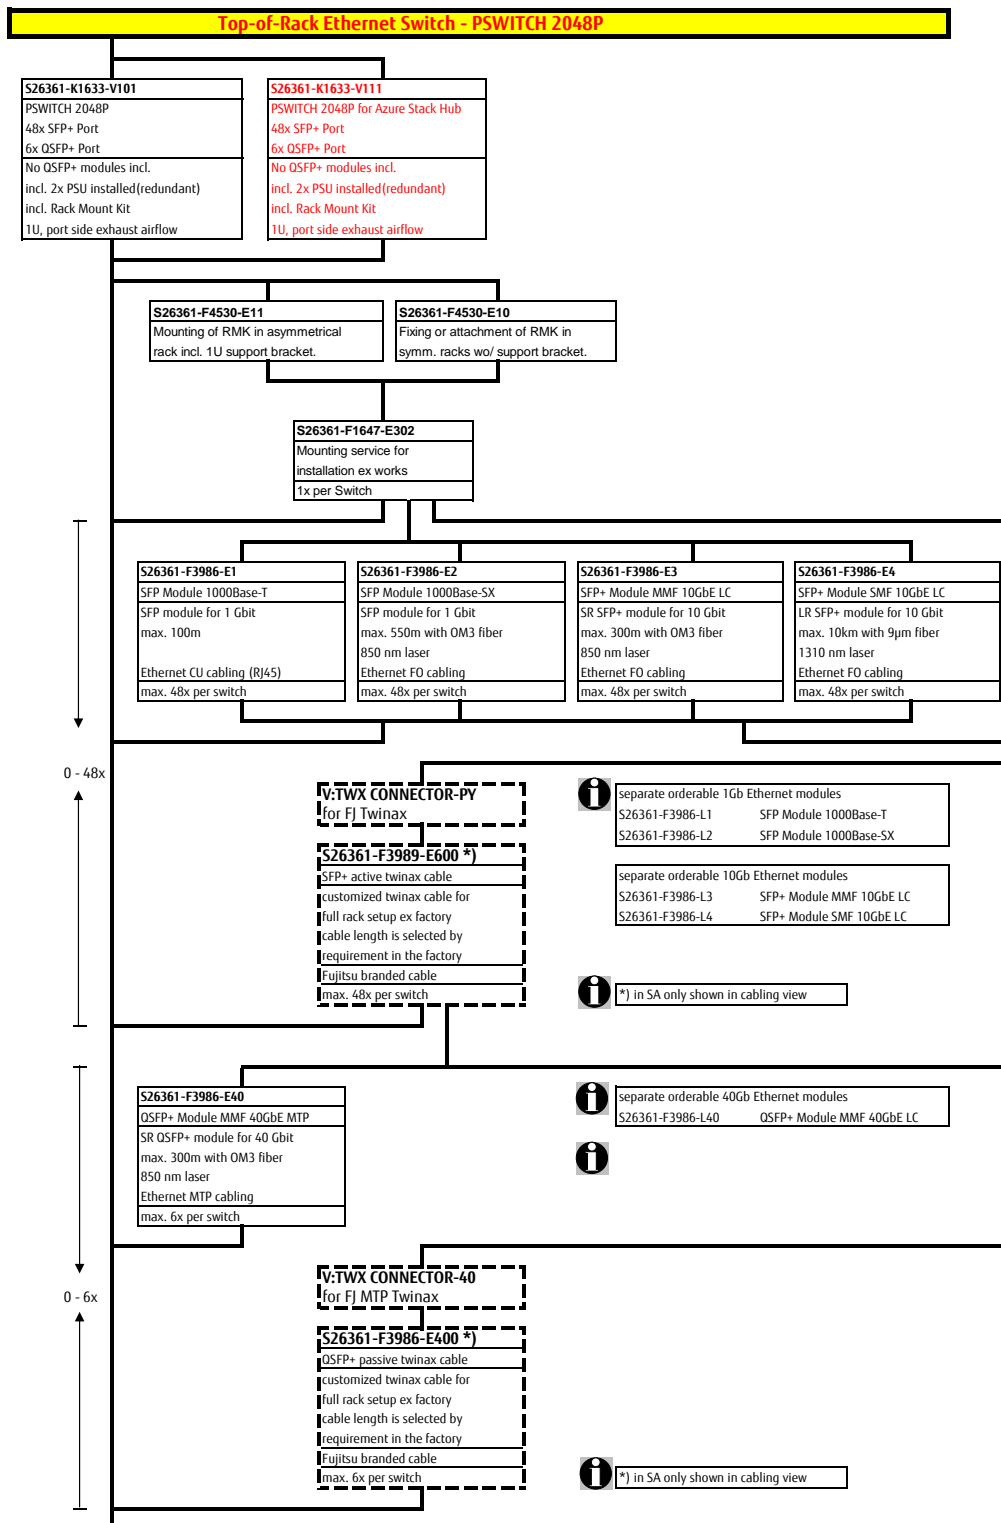 Top-of-Rack Ethernet Switch - PSWITCH 2048P
S26361-K1633-V101
PSWITCH 2048P
48x SFP+ Port
6x QSFP+ Port
No QSFP+ modules incl.
incl. 2x PSU installed(redundant)
incl. Rack Mount Kit
1U, port side exhaust airflow
S26361-K1633-V111
PSWITCH 2048P for Azure Stack Hub
48x SFP+ Port
6x QSFP+ Port
No QSFP+ modules incl.
incl. 2x PSU installed(redundant)
incl. Rack Mount Kit
1U, port side exhaust airflow
S26361-F4530-E11
Mounting of RMK in asymmetrical
rack incl. 1U support bracket.
S26361-F4530-E10
Fixing or attachment of RMK in
symm. racks wo/ support bracket.
S26361-F1647-E302
Mounting service for
installation ex works
1x per Switch
S26361-F3986-E1
SFP Module 1000Base-T
SFP module for 1 Gbit
max. 100m
Ethernet CU cabling (RJ45)
max. 48x per switch
S26361-F3986-E2
SFP Module 1000Base-SX
SFP module for 1 Gbit
max. 550m with OM3 fiber
850 nm laser
Ethernet FO cabling
max. 48x per switch
S26361-F3986-E3
SFP+ Module MMF 10GbE LC
SR SFP+ module for 10 Gbit
max. 300m with OM3 fiber
850 nm laser
Ethernet FO cabling
max. 48x per switch
S26361-F3986-E4
SFP+ Module SMF 10GbE LC
LR SFP+ module for 10 Gbit
max. 10km with 9µm fiber
1310 nm laser
Ethernet FO cabling
max. 48x per switch
0 - 48x
V:TWX CONNECTOR-PY
for FJ Twinax
S26361-F3989-E600 *)
SFP+ active twinax cable
customized twinax cable for
full rack setup ex factory
cable length is selected by
requirement in the factory
Fujitsu branded cable
max. 48x per switch
separate orderable 1Gb Ethernet modules
S26361-F3986-L1 SFP Module 1000Base-T
S26361-F3986-L2 SFP Module 1000Base-SX
separate orderable 10Gb Ethernet modules
S26361-F3986-L3 SFP+ Module MMF 10GbE LC
S26361-F3986-L4 SFP+ Module SMF 10GbE LC
*) in SA only shown in cabling view
S26361-F3986-E40
QSFP+ Module MMF 40GbE MTP
SR QSFP+ module for 40 Gbit
max. 300m with OM3 fiber
850 nm laser
Ethernet MTP cabling
max. 6x per switch
separate orderable 40Gb Ethernet modules
S26361-F3986-L40 QSFP+ Module MMF 40GbE LC
0 - 6x
V:TWX CONNECTOR-40
for FJ MTP Twinax
S26361-F3986-E400 *)
QSFP+ passive twinax cable
customized twinax cable for
full rack setup ex factory
cable length is selected by
requirement in the factory
Fujitsu branded cable
max. 6x per switch
*) in SA only shown in cabling view